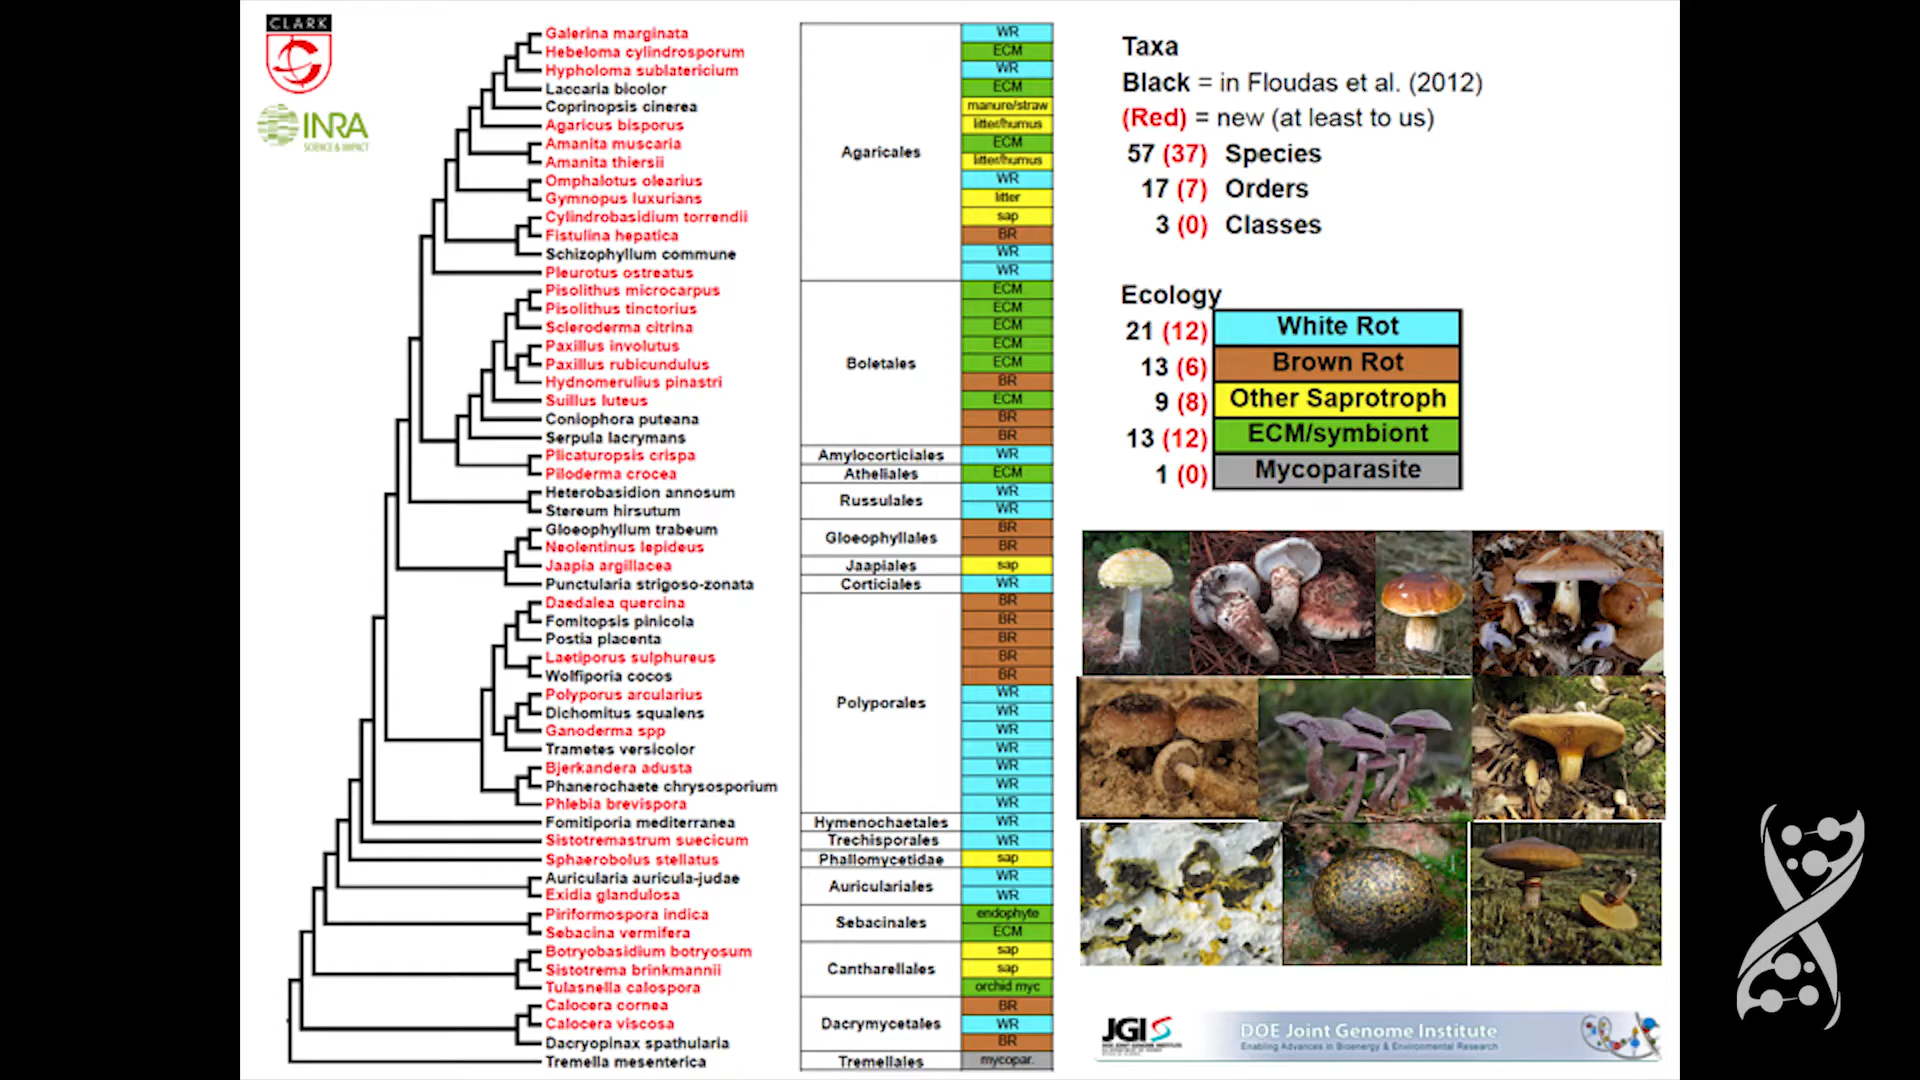 CLARK
INRA
SCIENCE & IMPACT
Galerina marginata
Hebeloma cylindrosporum
Hypholoma sublatericium
Laccaria bicolor
Coprinopsis cinerea
Agaricus bisporus
Amanita muscaria
Amanita thiersii
Omphalotus olearius
Gymnopus luxurians
Cylindrobasidium torrendii
Fistulina hepatica
Schizophyllum commune
Pleurotus ostreatus
Pisolithus microcarpus
Pisolithus tinctorius
Scleroderma citrina
Paxillus involutus
Paxillus rubicundulus
Hydnomerulius pinastri
Suillus luteus
Coniophora puteana
Serpula lacrymans
Plicaturopsis crispa
Piloderma crocea
Heterobasidion annosum
Stereum hirsutum
Gloeophyllum trabeum
Neolentinus lepideus
Jaapia argillacea
Punctularia strigoso-zonata
Daedalea quercina
Fomitopsis pinicola
Postia placenta
Laetiporus sulphureus
Wolfiporia cocos
Polyporus arcularius
Dichomitus squalens
Ganoderma spp
Trametes versicolor
Bjerkandera adusta
Phanerochaete chrysosporium
Phlebia brevispora
Fomitiporia mediterranea
Sistotremastrum suecicum
Sphaerobolus stellatus
Auricularia auricula-judae
Exidia glandulosa
Piriformospora indica
Sebacina vermifera
Botryobasidium botryosum
Sistotrema brinkmannii
Tulasnella calospora
Calocera cornea
Calocera viscosa
Dacryopinax spathularia
Tremella mesenterica
Agaricales
Boletales
Amylocorticiales
Atheliales
Russulales
Gloeophyllales
Jaapiales
Corticiales
Polyporales
Hymenochaetales
Trechisporales
Phallomycetidae
Auriculariales
Sebacinales
Cantharellales
Dacrymycetales
Tremellales
WR
ECM
WR
ECM
manure/straw
litter/humus
ECM
litter/humus
WR
litter
sap
BR
WR
WR
ECM
ECM
ECM
ECM
ECM
BR
ECM
BR
BR
WR
ECM
WR
WR
BR
BR
sap
WR
BR
BR
BR
BR
BR
WR
WR
WR
WR
WR
WR
WR
WR
WR
sap
WR
WR
endophyte
ECM
sap
sap
orchid myc
BR
WR
BR
mycopar.
Taxa
Black = in Floudas et al. (2012)
(Red) = new (at least to us)
57 (37) Species
17 (7) Orders
3 (0) Classes
Ecology
21 (12) White Rot
13 (6) Brown Rot
9 (8) Other Saprotroph
13 (12) ECM/symbiont
1 (0) Mycoparasite
JGI
DOE Joint Genome Institute
Enabling Advances in Bioenergy & Environmental Research